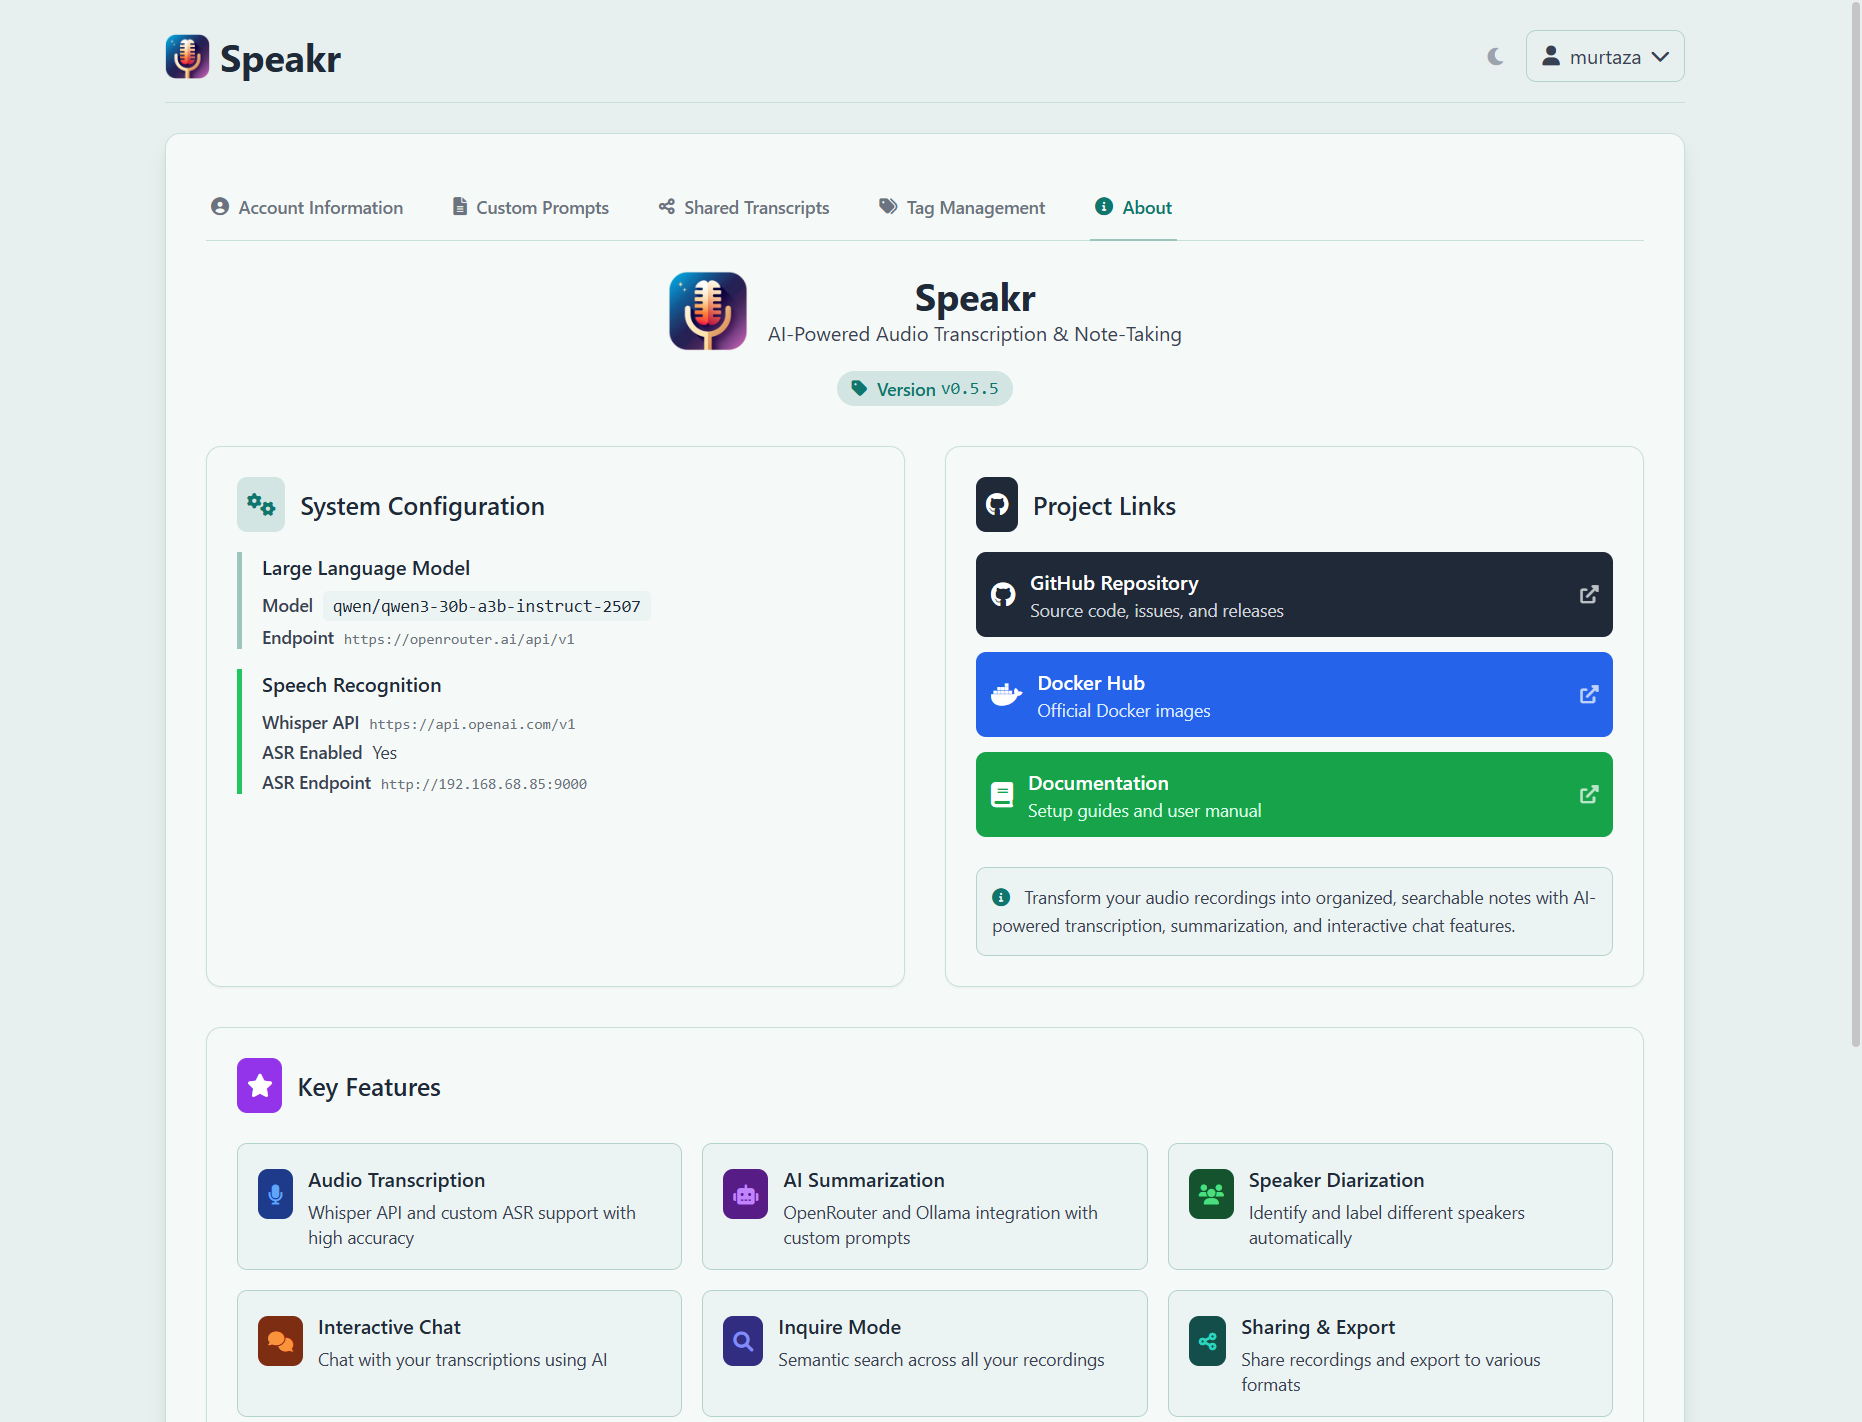 Speakr
murtaza
Account Information
Custom Prompts
Shared Transcripts
Tag Management
About
Speakr
AI-Powered Audio Transcription & Note-Taking
Version v0.5.5
System Configuration
Large Language Model
Model qwen/qwen3-30b-a3b-instruct-2507
Endpoint https://openrouter.ai/api/v1
Speech Recognition
Whisper API https://api.openai.com/v1
ASR Enabled Yes
ASR Endpoint http://192.168.68.85:9000
Project Links
GitHub Repository
Source code, issues, and releases
Docker Hub
Official Docker images
Documentation
Setup guides and user manual
Transform your audio recordings into organized, searchable notes with AI-
powered transcription, summarization, and interactive chat features.
Key Features
Audio Transcription
Whisper API and custom ASR support with
high accuracy
AI Summarization
OpenRouter and Ollama integration with
custom prompts
Speaker Diarization
Identify and label different speakers
automatically
Interactive Chat
Chat with your transcriptions using AI
Inquire Mode
Semantic search across all your recordings
Sharing & Export
Share recordings and export to various
formats